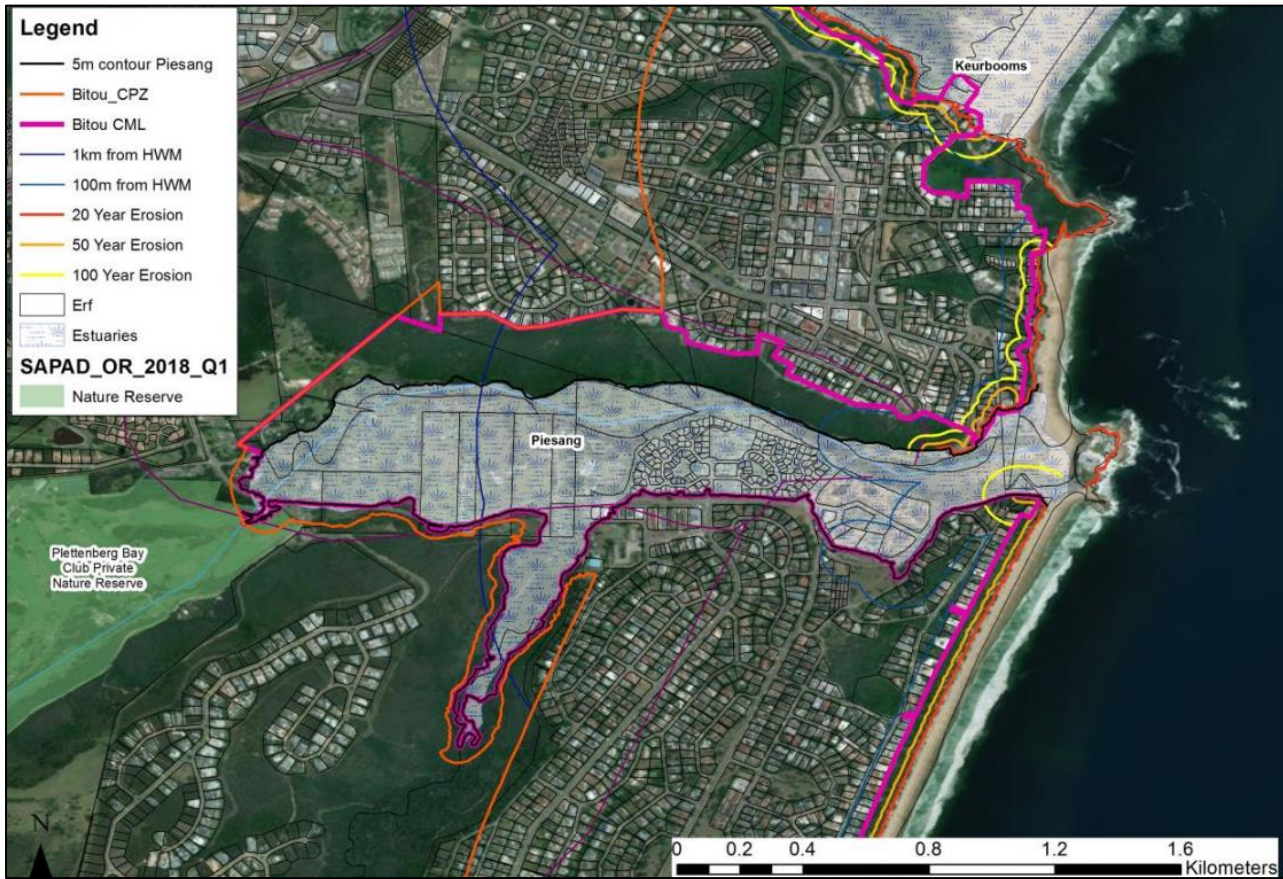 Legend
5m contour Piesang
Bitou_CPZ
Bitou CML
1km from HWM
100m from HWM
20 Year Erosion
50 Year Erosion
100 Year Erosion
Erf
Estuaries
SAPAD_OR_2018_Q1
Nature Reserve
Keurbooms
Piesang
Plettenberg Bay
Club Private
Nature Reserve
N
0 0.2 0.4 0.8 1.2 1.6
Kilometers